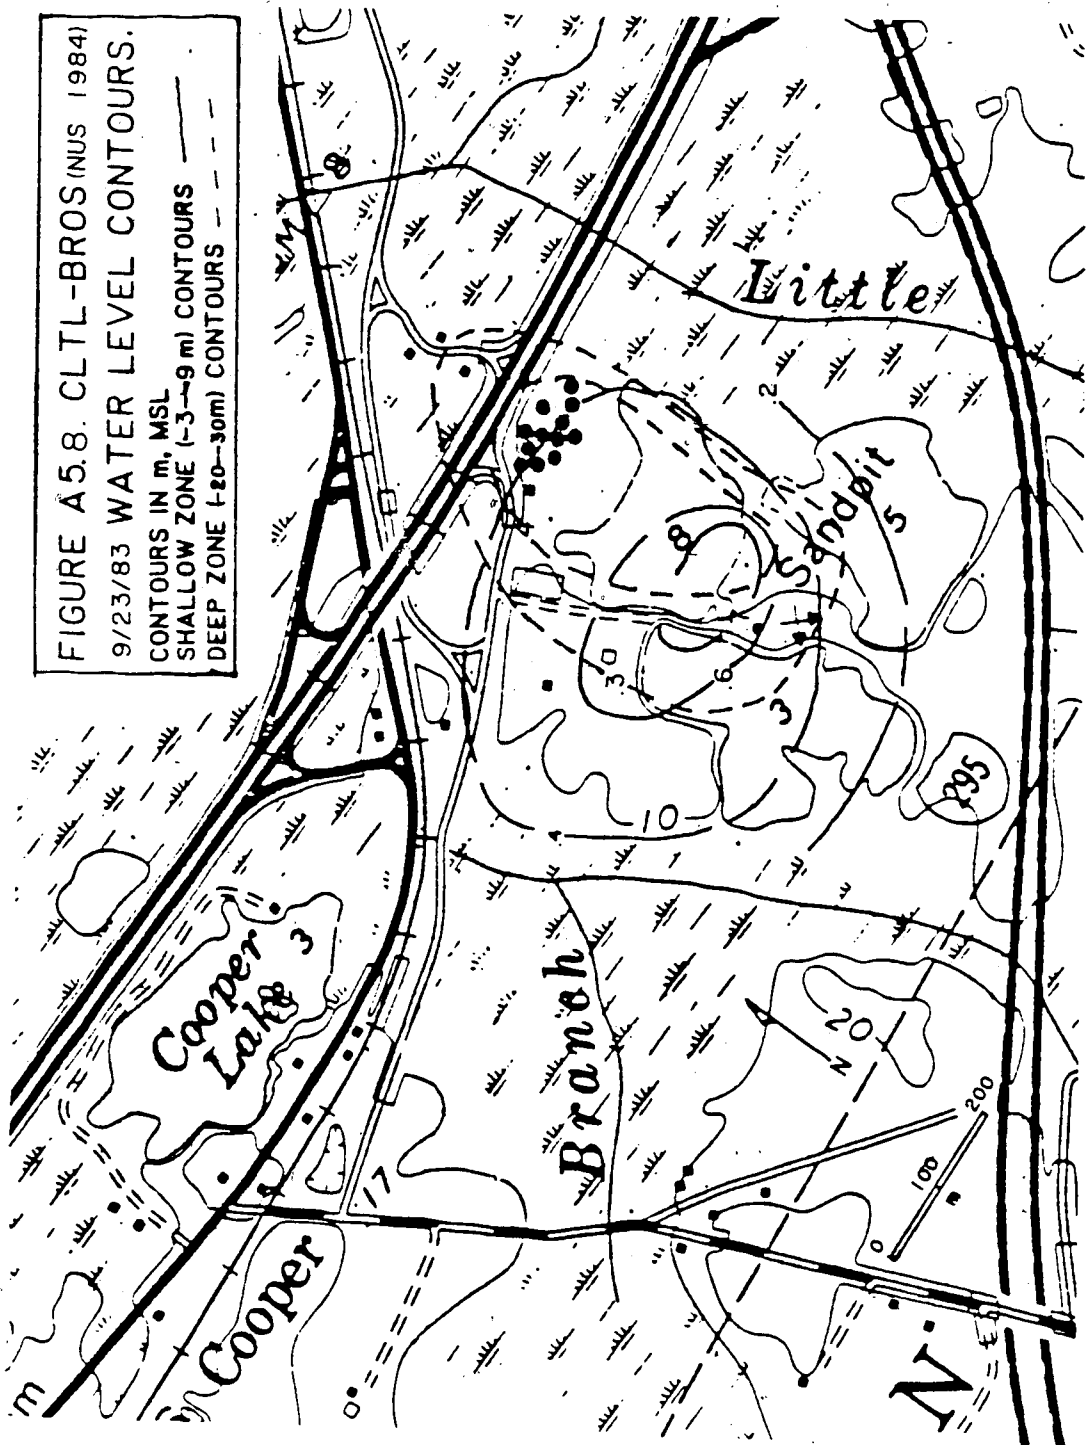 FIGURE A5.8. CLTL-BROS (NUS 1984)
9/23/83 WATER LEVEL CONTOURS.
CONTOURS IN m, MSL
SHALLOW ZONE (-3→-9 m) CONTOURS ———
DEEP ZONE (-20-30m) CONTOURS - - - -
8
Little
2
Sandpit
8
5
30
6
3
10
295
Cooper
Lake
3
Branch
20
N
17
200
100
m
0
Cooper
m
N